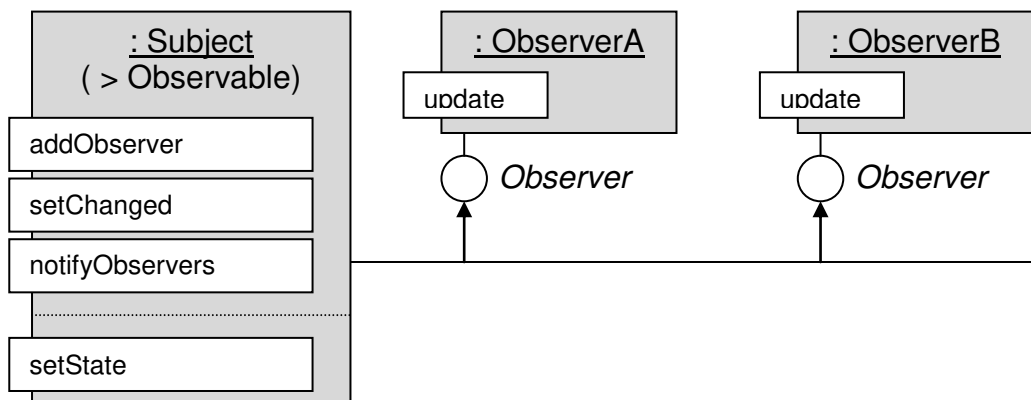 : Subject
( > Observable)
addObserver
setChanged
notifyObservers
setState
: ObserverA
update
Observer
: ObserverB
update
Observer